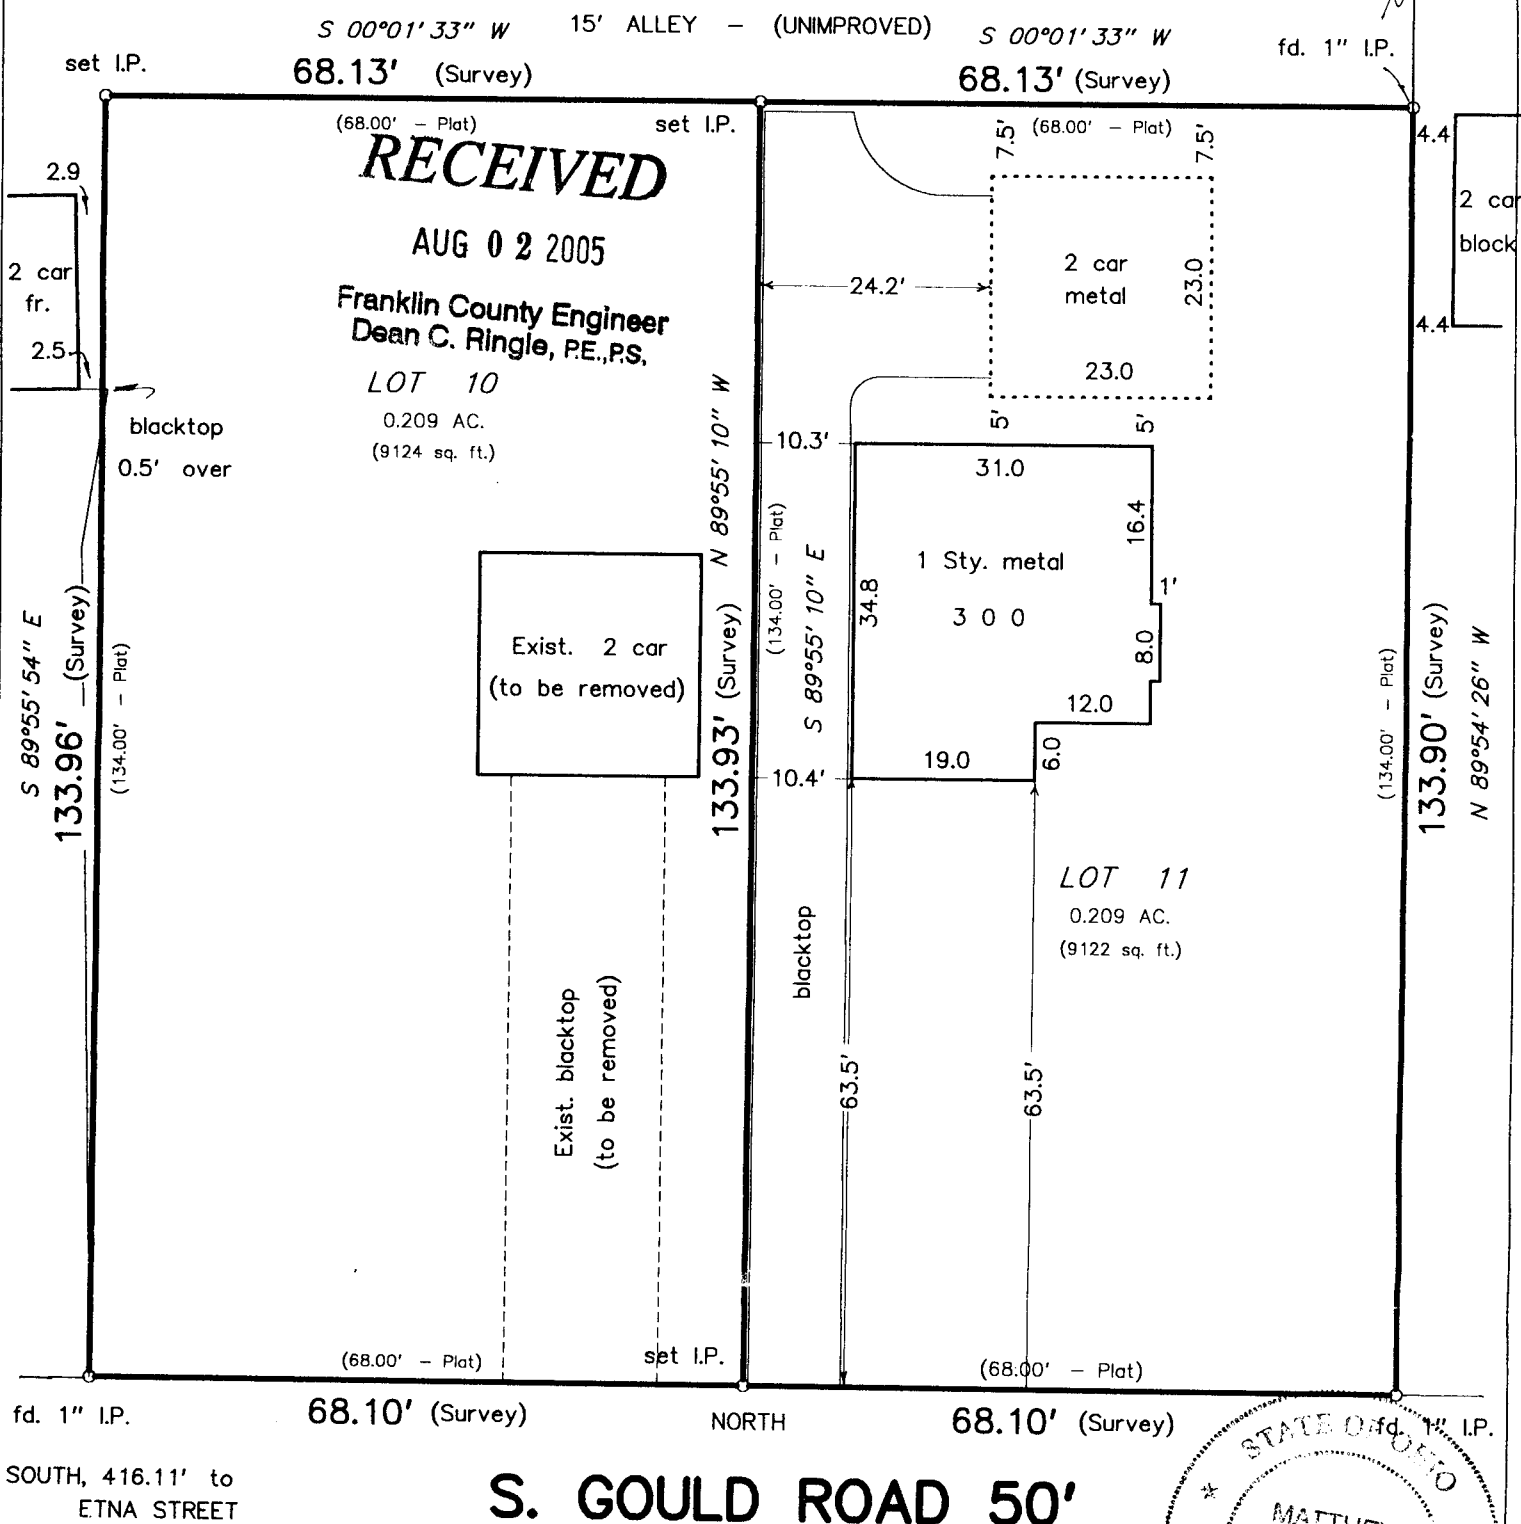 S 00°01'33" W
15' ALLEY - (UNIMPROVED)
S 00°01'33" W
set I.P.
68.13' (Survey)
68.13' (Survey)
fd. 1" I.P.
(68.00' - Plat)
set I.P.
(68.00' - Plat)
RECEIVED
AUG 02 2005
Franklin County Engineer
Dean C. Ringle, P.E.,P.S.
LOT 10
0.209 AC.
(9124 sq. ft.)
2.9
2 car
fr.
2.5
blacktop
0.5' over
7.5'
7.5'
4.4
2 car
block
4.4
2 car
metal
23.0
24.2'
23.0
5'
5'
10.3'
31.0
16.4
1 Sty. metal
300
34.8
1'
8.0
12.0
6.0
19.0
10.4'
N 89°55'10" W
133.93' (Survey)
(134.00' - Plat)
S 89°55'10" E
S 89°55'54" E
133.96' (Survey)
(134.00' - Plat)
Exist. 2 car
(to be removed)
(134.00' - Plat)
133.90' (Survey)
N 89°54'26" W
LOT 11
0.209 AC.
(9122 sq. ft.)
blacktop
Exist. blacktop
(to be removed)
63.5'
63.5'
(68.00' - Plat)
set I.P.
(68.00' - Plat)
fd. 1" I.P.
68.10' (Survey)
NORTH
68.10' (Survey)
fd. 1" I.P.
SOUTH, 416.11' to
ETNA STREET
S. GOULD ROAD 50'
STATE OF OHIO